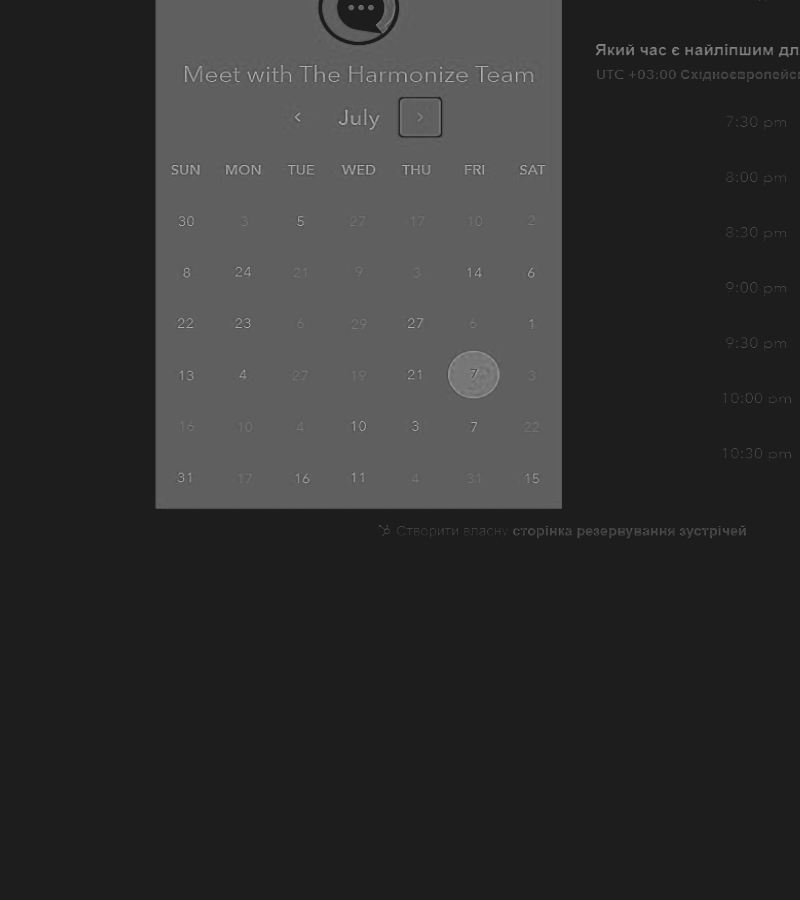 Meet with The Harmonize Team
July
SUN MON TUE WED THU FRI SAT
30 3 5 27 17 10 2
8 24 21 9 3 14 6
22 23 6 29 27 6 1
13 4 27 19 21 7 3
16 10 4 10 3 7 22
31 17 16 11 4 31 15
Який час є найліпшим
UTC +03:00
7:30 pm
8:00 pm
8:30 pm
9:00 pm
9:30 pm
10:00 pm
10:30 pm
Створити власну сторінка резервування зустрічей